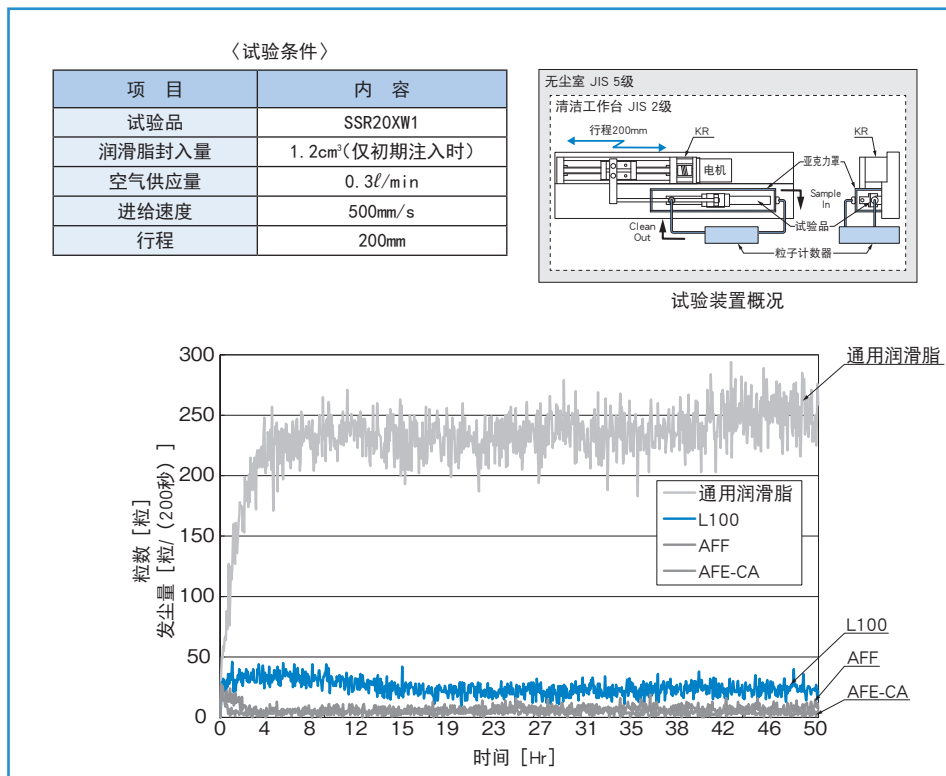 〈试验条件〉
项 目 内 容
试验品 SSR20XW1
润滑脂封入量 1.2cm³(仅初期注入时)
空气供应量 0.3ℓ/min
进给速度 500mm/s
行程 200mm
无尘室 JIS 5级
清洁工作台 JIS 2级
行程200mm
KR
KR
电机
亚克力罩
Sample
In
试验品
Clean
Out
粒子计数器
试验装置概况
粒数［粒］
发尘量［粒/（200秒）］
300
250
200
150
100
50
0
0 4 8 12 15 19 23 27 31 35 38 42 46 50
时间［Hr］
通用润滑脂
L100
AFF
AFE-CA
通用润滑脂
L100
AFF
AFE-CA